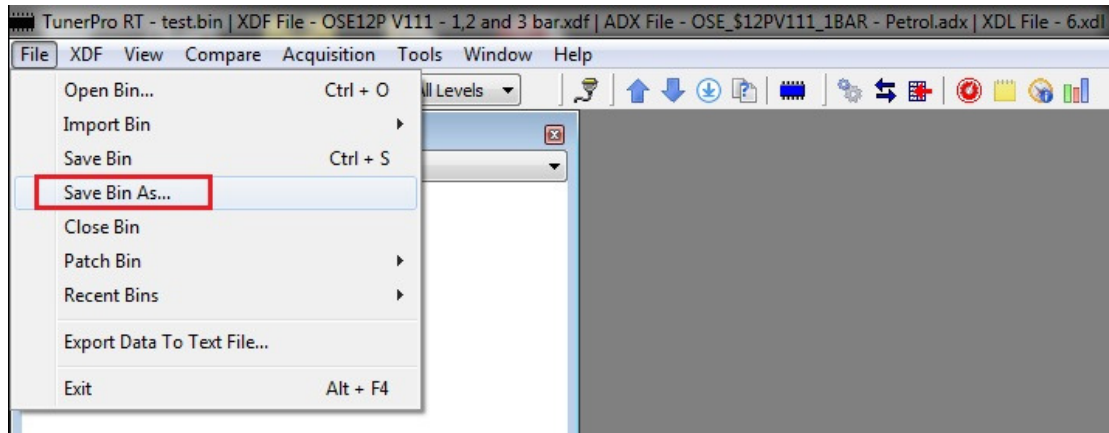 TunerPro RT - test.bin | XDF File - OSE12P V111 - 1,2 and 3 bar.xdf | ADX File - OSE_$12PV111_1BAR - Petrol.adx | XDL File - 6.xdl
File XDF View Compare Acquisition Tools Window Help
Open Bin... Ctrl + O All Levels
Import Bin
Save Bin Ctrl + S
Save Bin As...
Close Bin
Patch Bin
Recent Bins
Export Data To Text File...
Exit Alt + F4